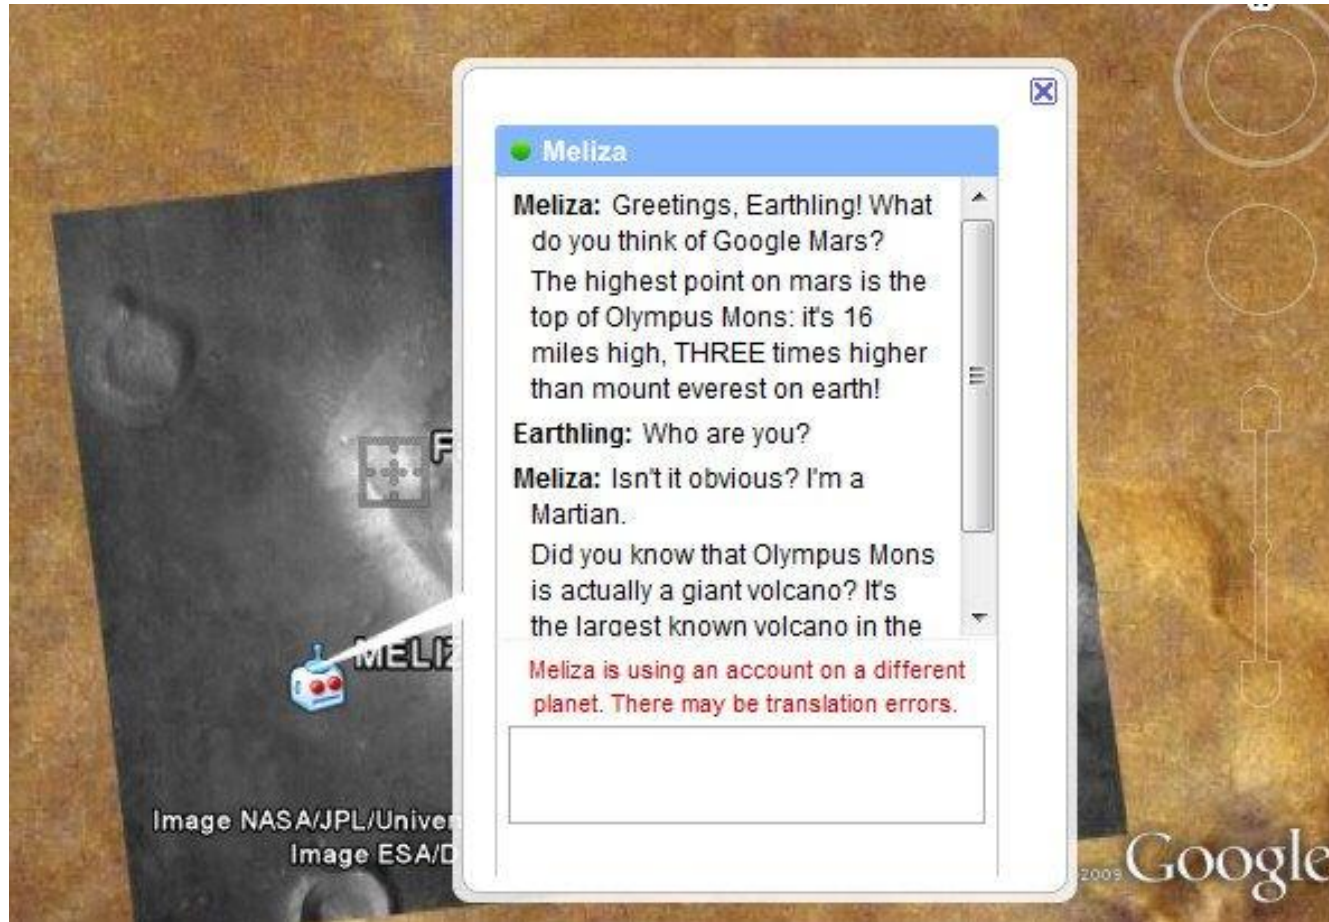 Meliza
Meliza: Greetings, Earthling! What
do you think of Google Mars?
The highest point on mars is the
top of Olympus Mons: it's 16
miles high, THREE times higher
than mount everest on earth!
Earthling: Who are you?
Meliza: Isn't it obvious? I'm a
Martian.
Did you know that Olympus Mons
is actually a giant volcano? It's
the largest known volcano in the
Meliza is using an account on a different
planet. There may be translation errors.
F
MELIZ
Image NASA/JPL/Univer
Image ESA/D
2009 Google